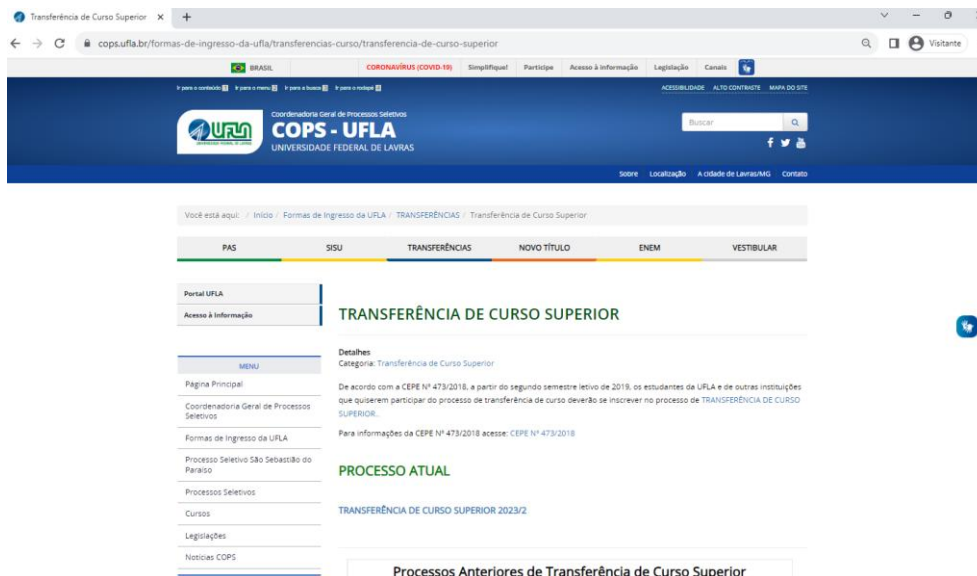 Transferência de Curso Superior
cops.ufla.br/formas-de-ingresso-da-ufla/transferencias-curso/transferencia-de-curso-superior
Visitante
BRASIL CORONAVÍRUS (COVID-19) Simplifique! Participe Acesso à informação Legislação Canais
Ir para o conteúdo 1 Ir para o menu 2 Ir para a busca 3 Ir para o rodapé 4 ACESSIBILIDADE ALTO CONTRASTE MAPA DO SITE
UFLA
Coordenadoria Geral de Processos Seletivos
COPS - UFLA
UNIVERSIDADE FEDERAL DE LAVRAS
Buscar
Sobre Localização A cidade de Lavras/MG Contato
Você está aqui: / Início / Formas de Ingresso da UFLA / TRANSFERÊNCIAS / Transferência de Curso Superior
PAS SISU TRANSFERÊNCIAS NOVO TÍTULO ENEM VESTIBULAR
Portal UFLA
Acesso à Informação
MENU
Página Principal
Coordenadoria Geral de Processos
Seletivos
Formas de Ingresso da UFLA
Processo Seletivo São Sebastião do
Paraíso
Processos Seletivos
Cursos
Legislações
Notícias COPS
TRANSFERÊNCIA DE CURSO SUPERIOR
Detalhes
Categoria: Transferência de Curso Superior
De acordo com a CEPE Nº 473/2018, a partir do segundo semestre letivo de 2019, os estudantes da UFLA e de outras instituições
que quiserem participar do processo de transferência de curso deverão se inscrever no processo de TRANSFERÊNCIA DE CURSO
SUPERIOR..
Para informações da CEPE Nº 473/2018 acesse: CEPE Nº 473/2018
PROCESSO ATUAL
TRANSFERÊNCIA DE CURSO SUPERIOR 2023/2
Processos Anteriores de Transferência de Curso Superior